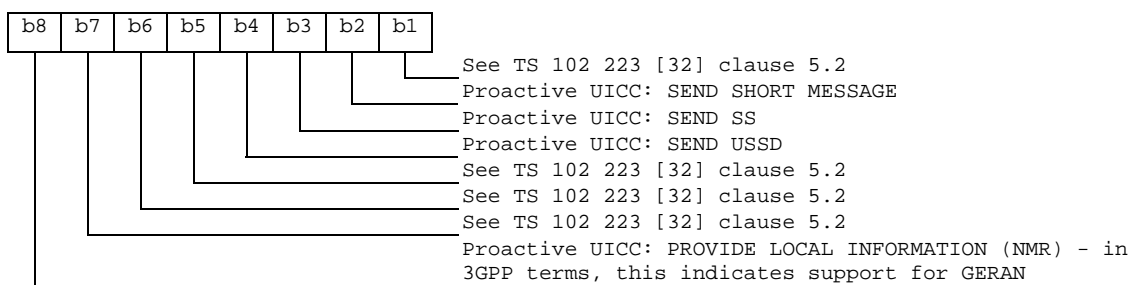 b8 b7 b6 b5 b4 b3 b2 b1
See TS 102 223 [32] clause 5.2
Proactive UICC: SEND SHORT MESSAGE
Proactive UICC: SEND SS
Proactive UICC: SEND USSD
See TS 102 223 [32] clause 5.2
See TS 102 223 [32] clause 5.2
See TS 102 223 [32] clause 5.2
Proactive UICC: PROVIDE LOCAL INFORMATION (NMR) - in
3GPP terms, this indicates support for GERAN